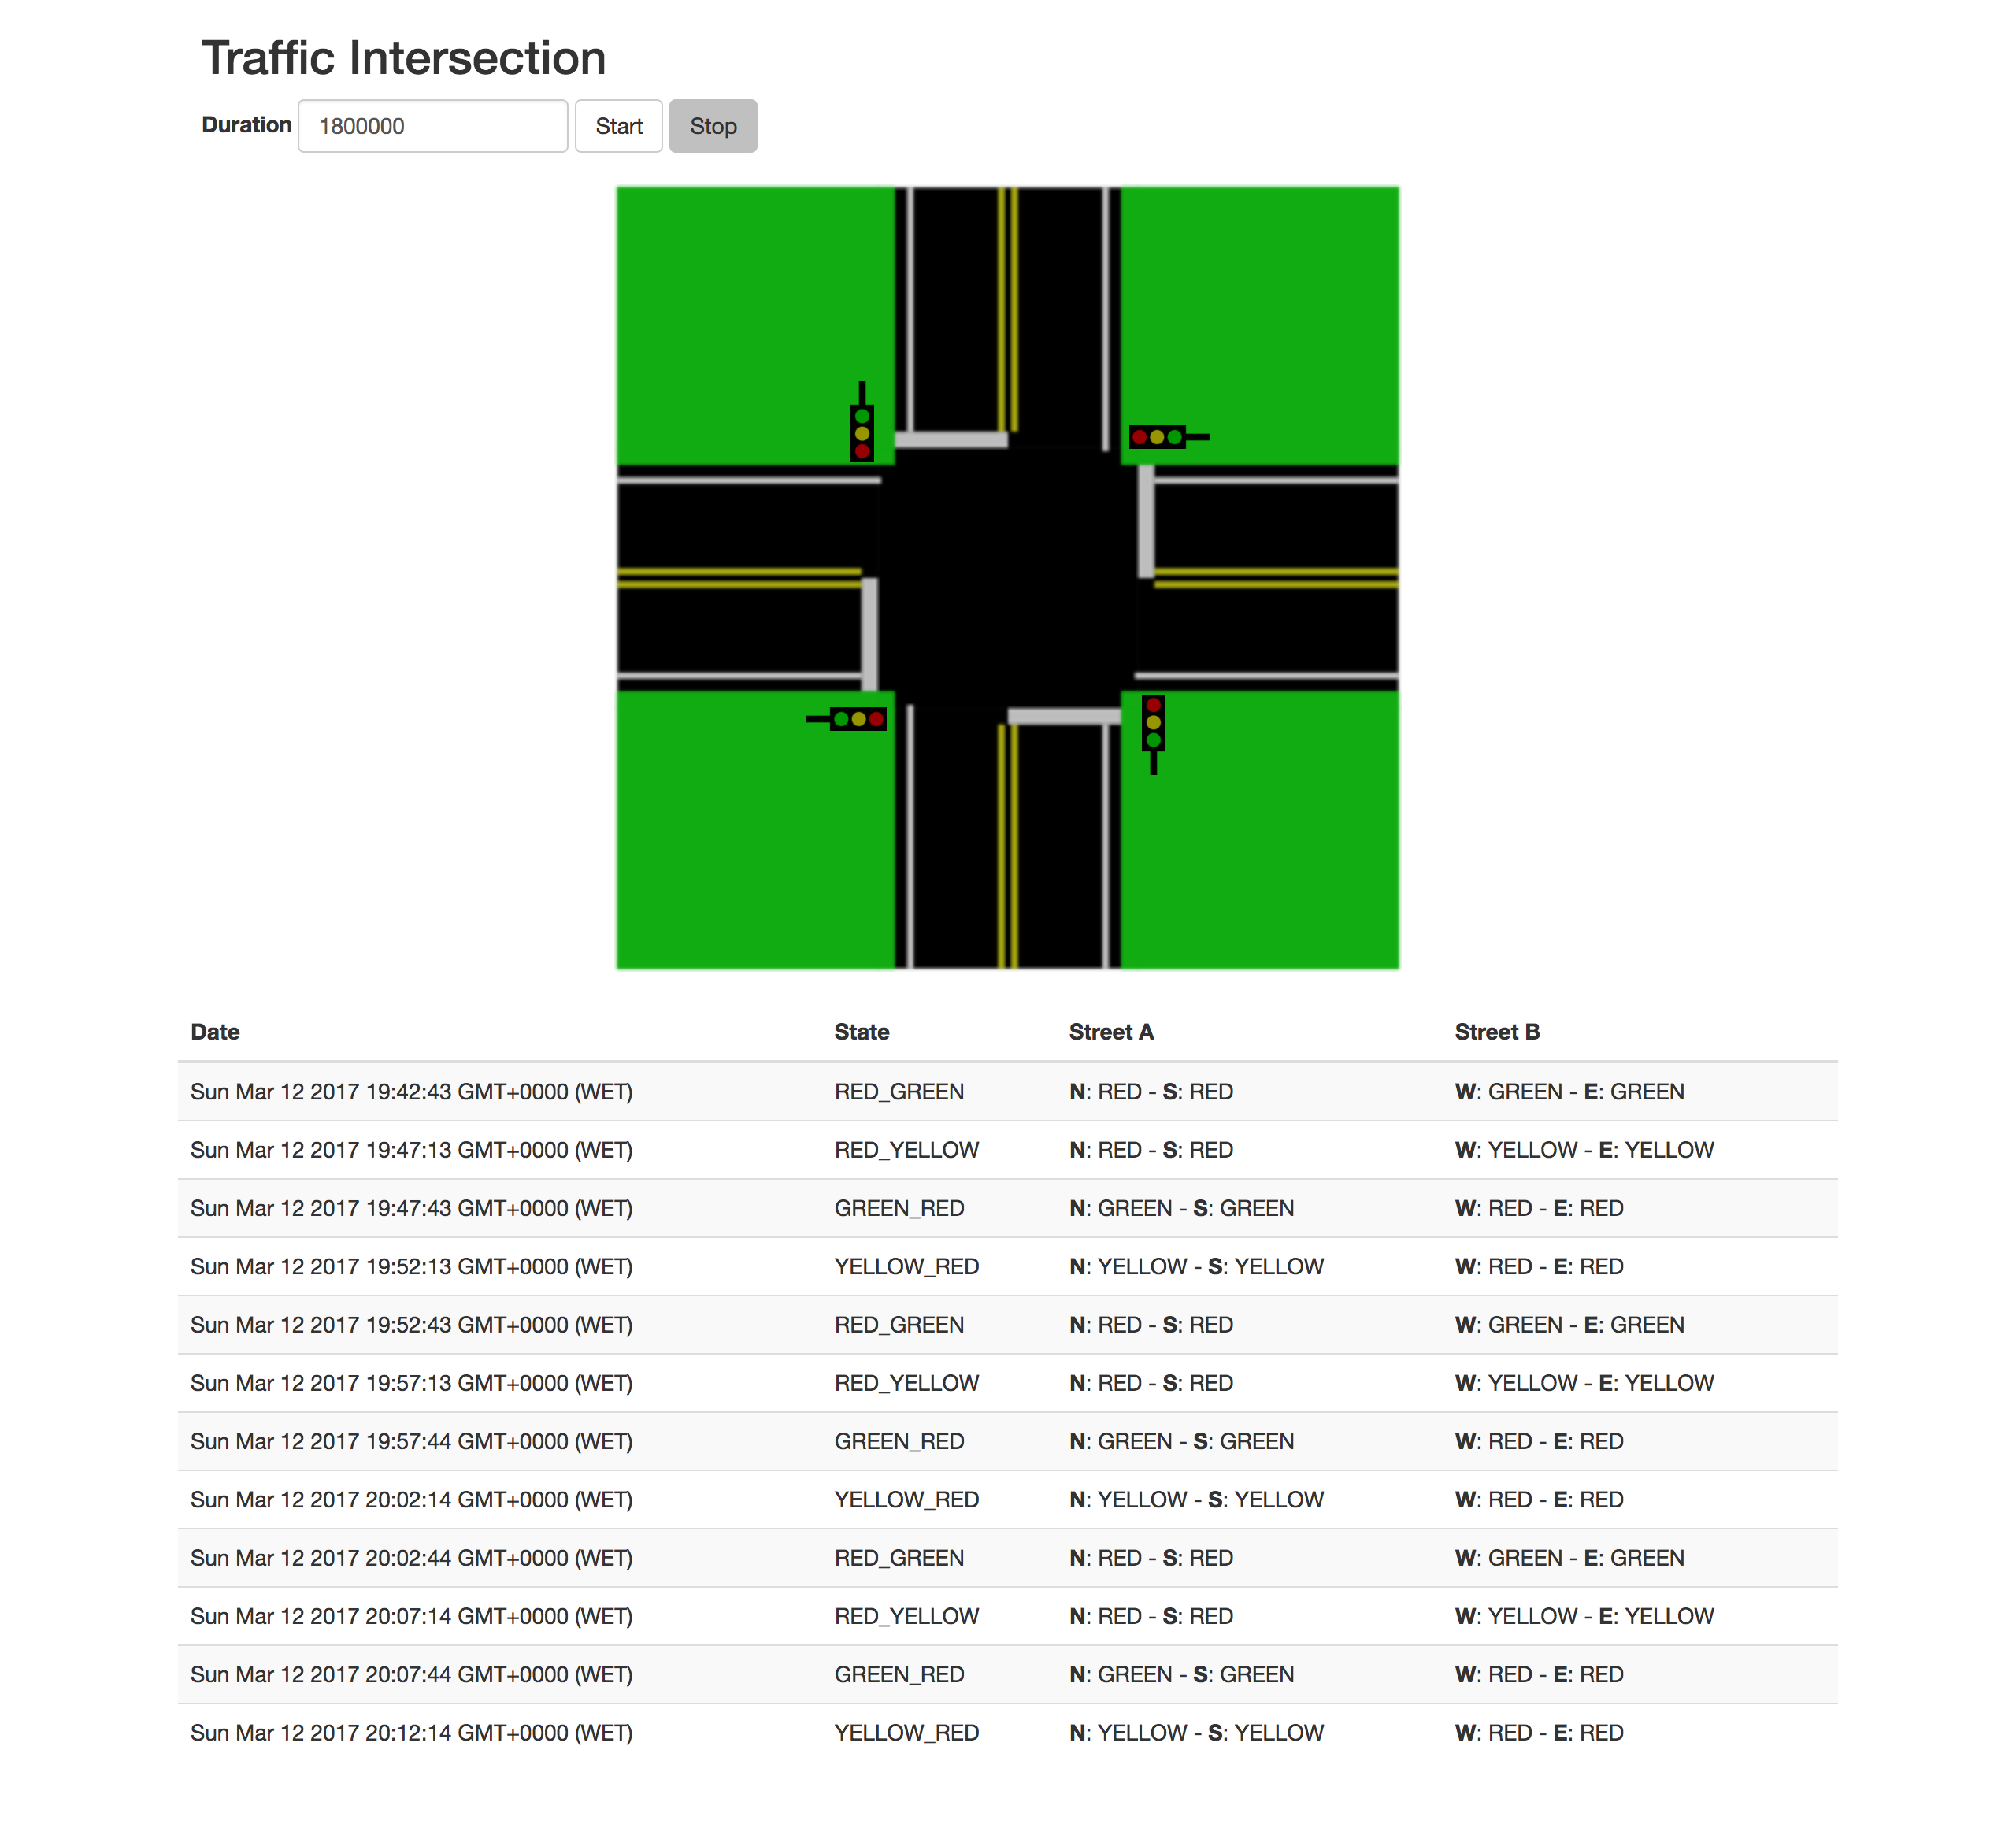 Traffic Intersection
Duration 1800000 Start Stop
Date State Street A Street B
Sun Mar 12 2017 19:42:43 GMT+0000 (WET) RED_GREEN N: RED - S: RED W: GREEN - E: GREEN
Sun Mar 12 2017 19:47:13 GMT+0000 (WET) RED_YELLOW N: RED - S: RED W: YELLOW - E: YELLOW
Sun Mar 12 2017 19:47:43 GMT+0000 (WET) GREEN_RED N: GREEN - S: GREEN W: RED - E: RED
Sun Mar 12 2017 19:52:13 GMT+0000 (WET) YELLOW_RED N: YELLOW - S: YELLOW W: RED - E: RED
Sun Mar 12 2017 19:52:43 GMT+0000 (WET) RED_GREEN N: RED - S: RED W: GREEN - E: GREEN
Sun Mar 12 2017 19:57:13 GMT+0000 (WET) RED_YELLOW N: RED - S: RED W: YELLOW - E: YELLOW
Sun Mar 12 2017 19:57:44 GMT+0000 (WET) GREEN_RED N: GREEN - S: GREEN W: RED - E: RED
Sun Mar 12 2017 20:02:14 GMT+0000 (WET) YELLOW_RED N: YELLOW - S: YELLOW W: RED - E: RED
Sun Mar 12 2017 20:02:44 GMT+0000 (WET) RED_GREEN N: RED - S: RED W: GREEN - E: GREEN
Sun Mar 12 2017 20:07:14 GMT+0000 (WET) RED_YELLOW N: RED - S: RED W: YELLOW - E: YELLOW
Sun Mar 12 2017 20:07:44 GMT+0000 (WET) GREEN_RED N: GREEN - S: GREEN W: RED - E: RED
Sun Mar 12 2017 20:12:14 GMT+0000 (WET) YELLOW_RED N: YELLOW - S: YELLOW W: RED - E: RED